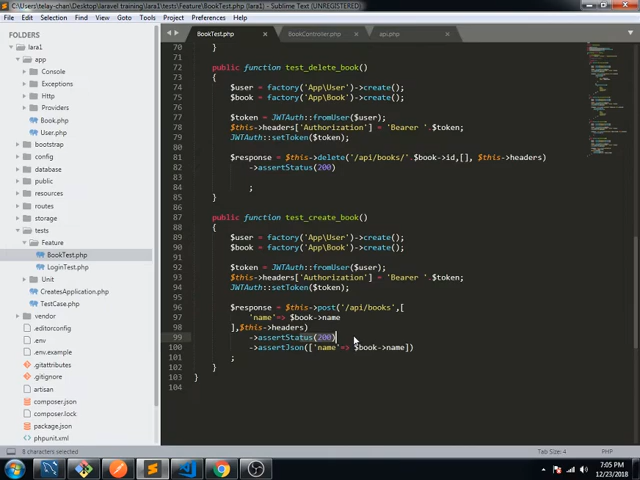 C:\Users\telay-chan\Desktop\laravel training\lara1\tests\Feature\BookTest.php (lara1) - Sublime Text (UNREGISTERED)
File Edit Selection Find View Goto Tools Project Preferences Help
FOLDERS
lara1
app
Console
Exceptions
Http
Providers
Book.php
User.php
bootstrap
config
database
public
resources
routes
storage
tests
Feature
BookTest.php
LoginTest.php
Unit
CreatesApplication.php
TestCase.php
vendor
.editorconfig
.env
.env.example
.gitattributes
.gitignore
composer.json
composer.lock
package.json
phpunit.xml
BookTest.php BookController.php api.php
70 }
71
72 public function test_delete_book()
73 {
74 $user = factory('App\User')->create();
75 $book = factory('App\Book')->create();
76
77 $token = JWTAuth::fromUser($user);
78 $this->headers['Authorization'] = 'Bearer '.$token;
79 JWTAuth::setToken($token);
80
81 $response = $this->delete('/api/books/'.$book->id,[], $this->headers)
82 ->assertStatus(200)
83
84 ;
85 }
86
87 public function test_create_book()
88 {
89 $user = factory('App\User')->create();
90 $book = factory('App\Book')->create();
91
92 $token = JWTAuth::fromUser($user);
93 $this->headers['Authorization'] = 'Bearer '.$token;
94 JWTAuth::setToken($token);
95
96 $response = $this->post('/api/books',[
97 'name'=> $book->name
98 ],$this->headers)
99 ->assertStatus(200)
100 ->assertJson(['name'=> $book->name])
101 ;
102 }
103 }
8 characters selected Tab Size: 4 PHP
7:05 PM
12/23/2018